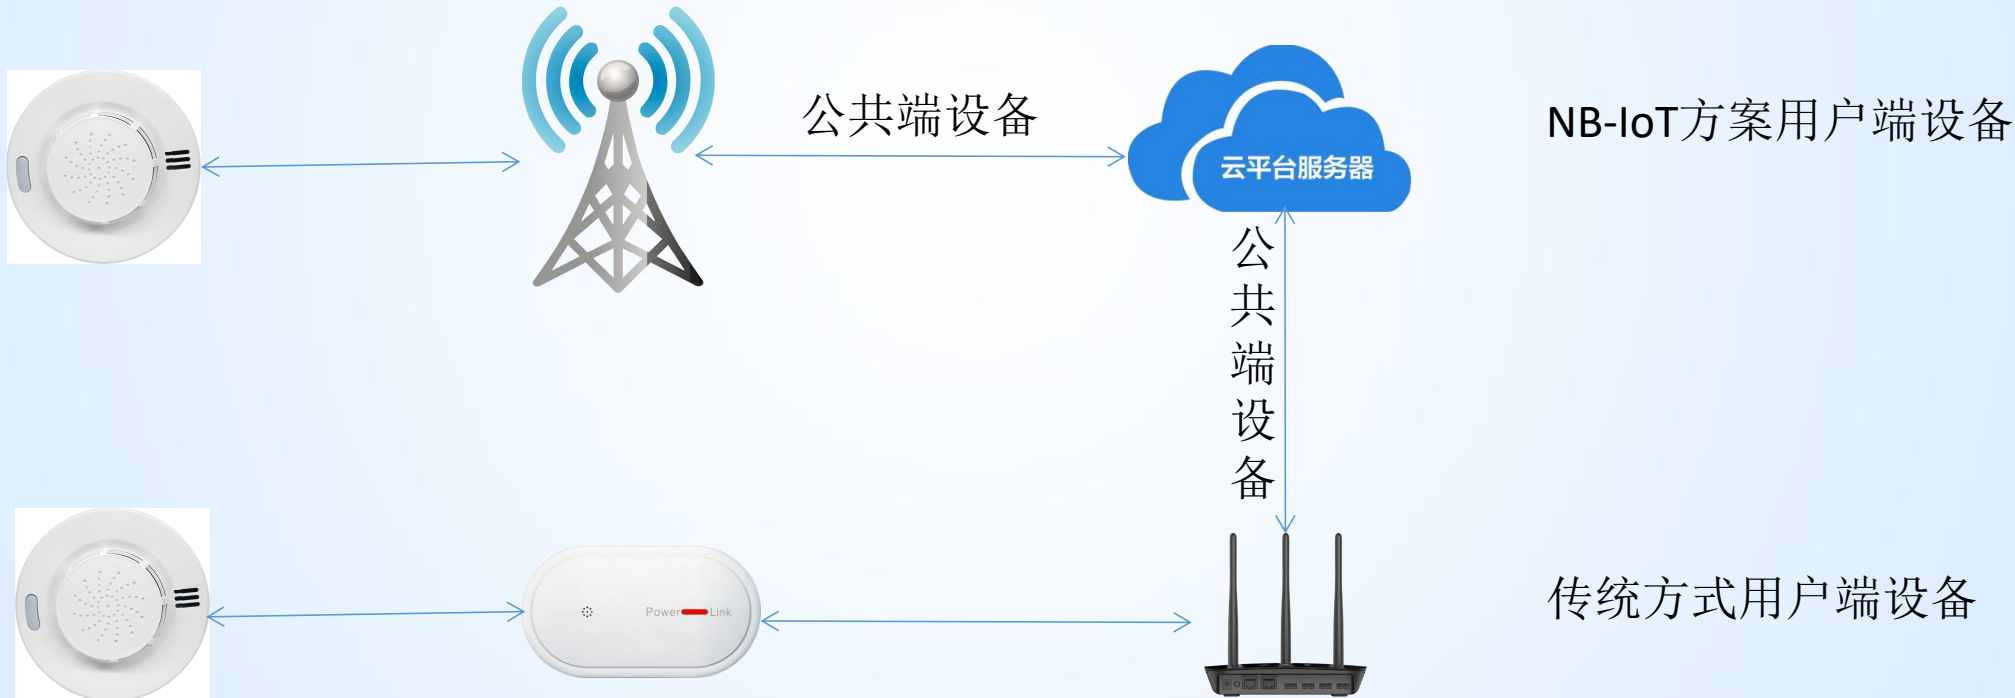 公共端设备
云平台服务器
NB-IoT方案用户端设备
公共端设备
Power Link
传统方式用户端设备